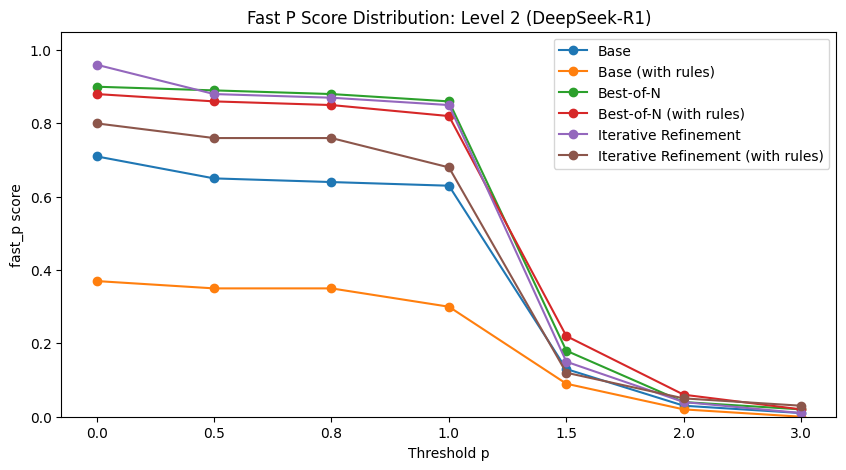 Fast P Score Distribution: Level 2 (DeepSeek-R1)
Base
Base (with rules)
Best-of-N
Best-of-N (with rules)
Iterative Refinement
Iterative Refinement (with rules)
fast_p score
1.0
0.8
0.6
0.4
0.2
0.0
0.0 0.5 0.8 1.0 1.5 2.0 3.0
Threshold p